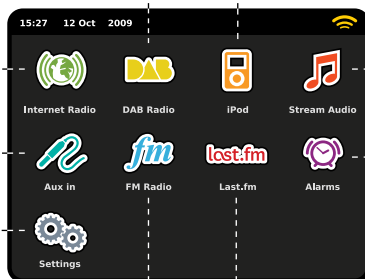 15:27 12 Oct 2009
DAB
Internet Radio DAB Radio iPod Stream Audio
fm lost.fm
Aux in FM Radio Last.fm Alarms
Settings